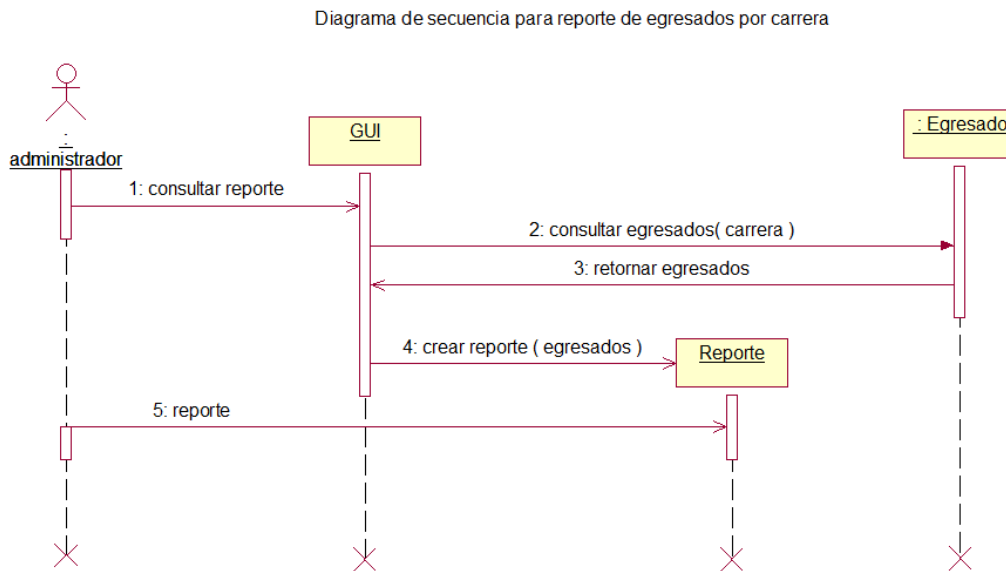 Diagrama de secuencia para reporte de egresados por carrera
:
administrador
GUI
: Egresado
1: consultar reporte
2: consultar egresados( carrera )
3: retornar egresados
4: crear reporte ( egresados )
Reporte
5: reporte